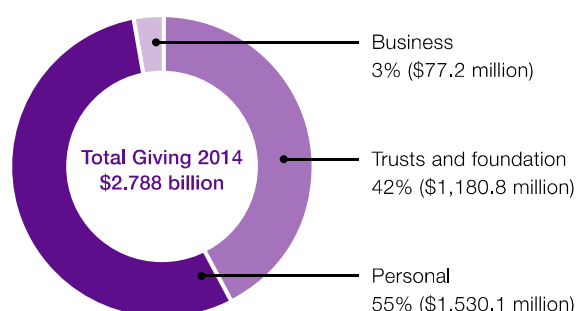 Business
3% ($77.2 million)
Total Giving 2014
$2.788 billion
Trusts and foundation
42% ($1,180.8 million)
Personal
55% ($1,530.1 million)